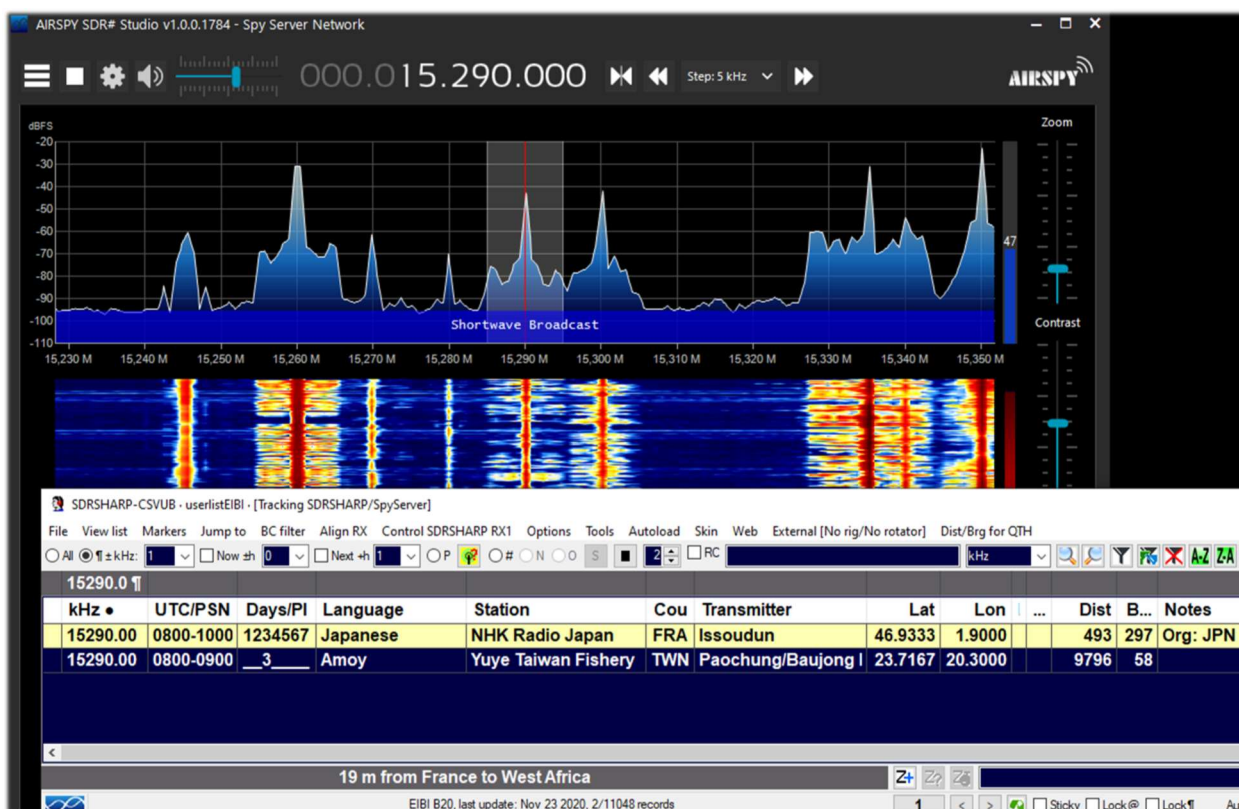 AIRSPY SDR# Studio v1.0.0.1784 - Spy Server Network
000.015.290.000 Step: 5 kHz AIRSPY
dBFS Zoom
-20
-30
-40
-50
-60
-70
-80
-90
-100
-110
47
Shortwave Broadcast
Contrast
15,230 M 15,240 M 15,250 M 15,260 M 15,270 M 15,280 M 15,290 M 15,300 M 15,310 M 15,320 M 15,330 M 15,340 M 15,350 M
SDRSHARP-CSVUB - userlistEIBI - [Tracking SDRSHARP/SpyServer]
File View list Markers Jump to BC filter Align RX Control SDRSHARP RX1 Options Tools Autoload Skin Web External [No rig/No rotator] Dist/Brg for QTH
All ¶ ± kHz: 1 Now ±h 0 Next +h 1 P # N O S 2 RC kHz A-Z Z-A
15290.0 ¶
kHz • UTC/PSN Days/Pl Language Station Cou Transmitter Lat Lon ... Dist B... Notes
15290.00 0800-1000 1234567 Japanese NHK Radio Japan FRA Issoudun 46.9333 1.9000 493 297 Org: JPN
15290.00 0800-0900 __3____ Amoy Yuye Taiwan Fishery TWN Paochung/Baujong 23.7167 20.3000 9796 58
19 m from France to West Africa Z+ Z?
EIBI B20, last update: Nov 23 2020, 2/11048 records 1 < > Sticky Lock@ Lock¶ Au